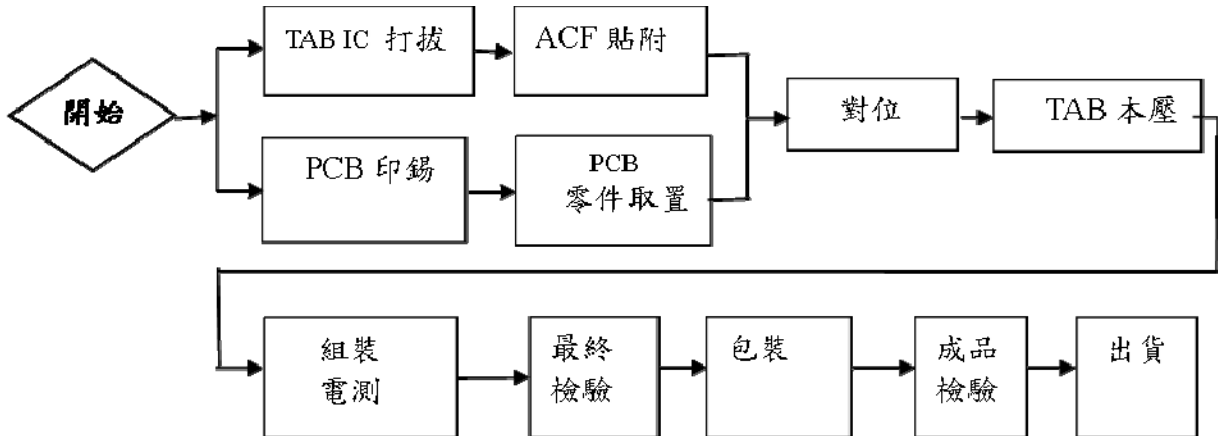 開始
TAB IC 打拔
ACF 貼附
PCB 印錫
PCB
零件取置
對位
TAB 本壓
組裝
電測
最終
檢驗
包裝
成品
檢驗
出貨